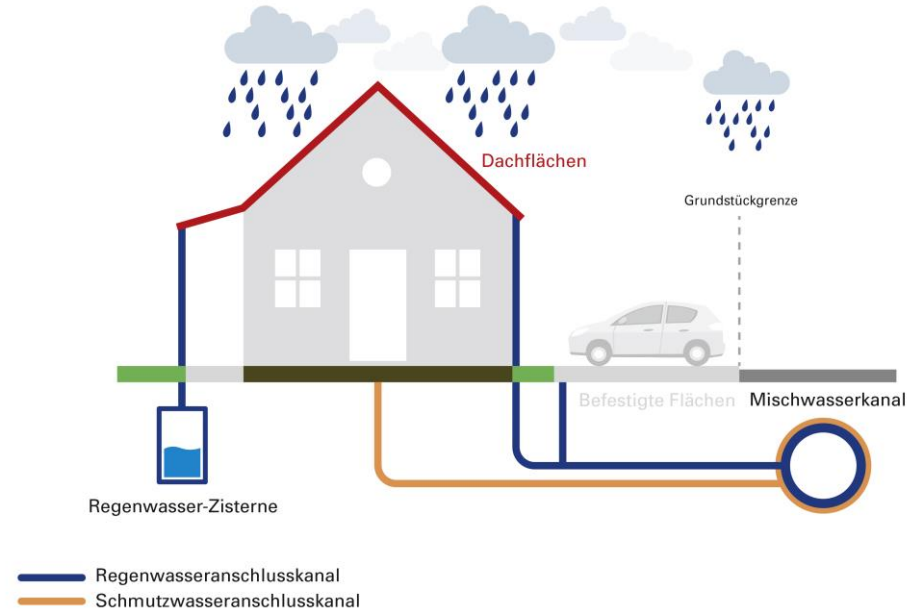 Dachflächen
Grundstückgrenze
Befestigte Flächen
Mischwasserkanal
Regenwasser-Zisterne
Regenwasseranschlusskanal
Schmutzwasseranschlusskanal